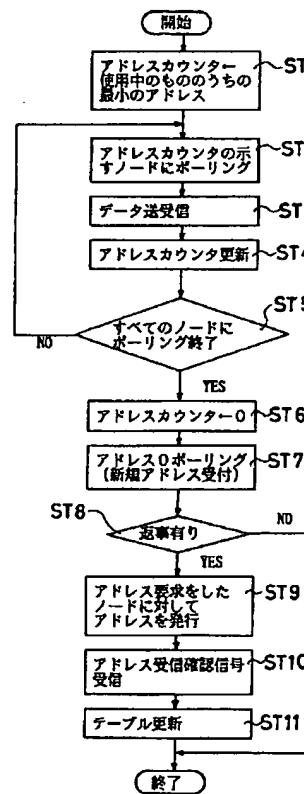 開始
アドレスカウンター
使用中のもののうちの
最小のアドレス
ST
アドレスカウンタの示
すノードにポーリング
ST
データ送受信
ST
アドレスカウンタ更新
ST4
すべてのノードに
ポーリング終了
ST5
NO
YES
アドレスカウンタ←0
ST6
アドレス0ポーリング
(新規アドレス受付)
ST7
ST8
返事有り
NO
YES
アドレス要求をした
ノードに対して
アドレスを発行
ST9
アドレス受信確認信号
受信
ST10
テーブル更新
ST11
終了